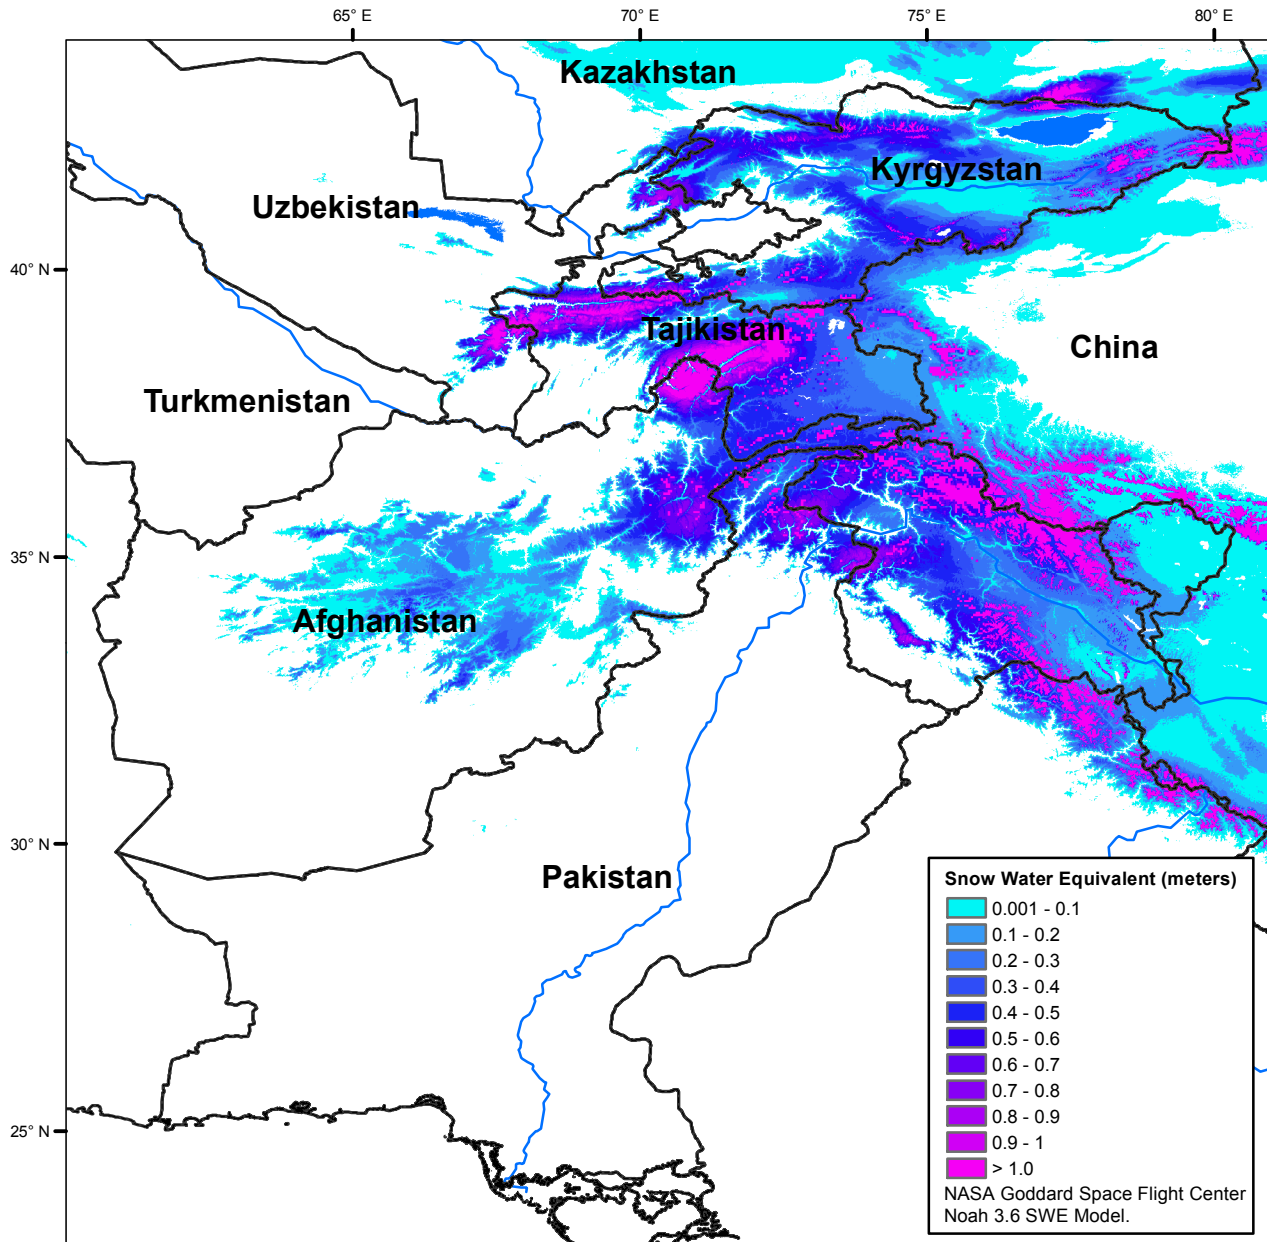 65° E
70° E
75° E
80° E
Kazakhstan
Kyrgyzstan
Uzbekistan
40° N
Tajikistan
China
Turkmenistan
35° N
Afghanistan
30° N
Pakistan
25° N
Snow Water Equivalent (meters)
0.001 - 0.1
0.1 - 0.2
0.2 - 0.3
0.3 - 0.4
0.4 - 0.5
0.5 - 0.6
0.6 - 0.7
0.7 - 0.8
0.8 - 0.9
0.9 - 1
> 1.0
NASA Goddard Space Flight Center
Noah 3.6 SWE Model.